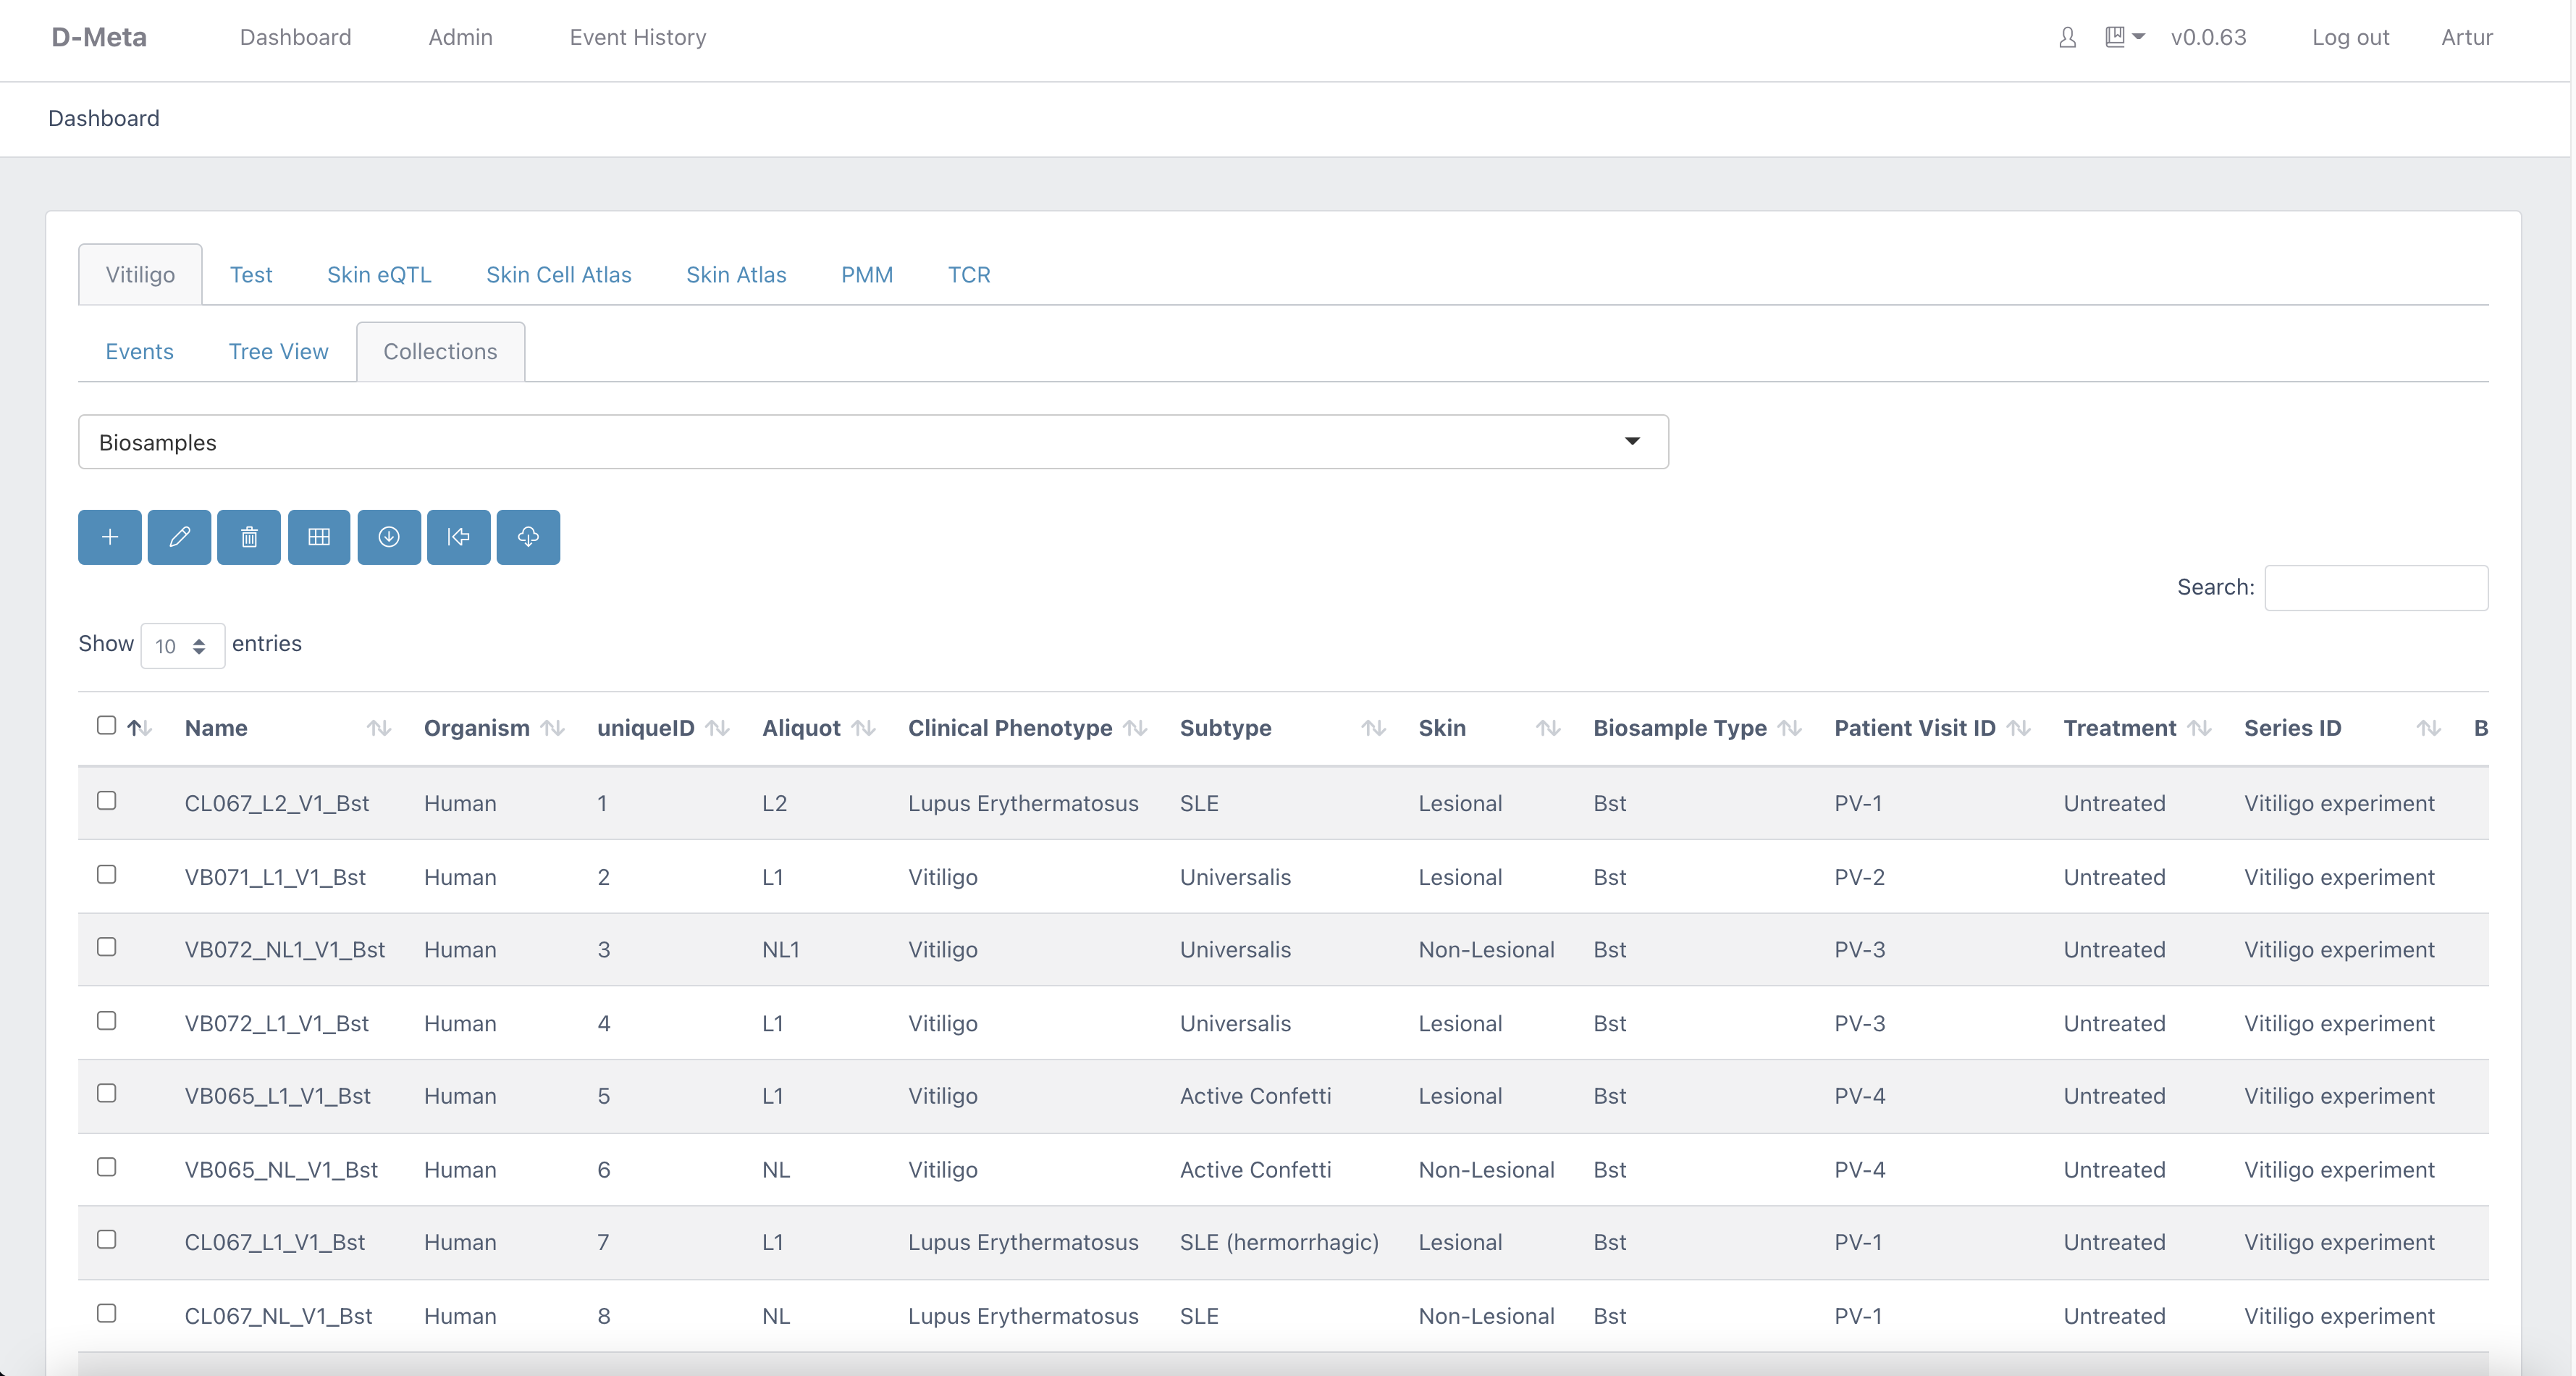 D-Meta Dashboard Admin Event History v0.0.63 Log out Artur
Dashboard
Vitiligo Test Skin eQTL Skin Cell Atlas Skin Atlas PMM TCR
Events Tree View Collections
Biosamples
Search:
Show 10 entries
Name Organism uniqueID Aliquot Clinical Phenotype Subtype Skin Biosample Type Patient Visit ID Treatment Series ID B
CL067_L2_V1_Bst Human 1 L2 Lupus Erythermatosus SLE Lesional Bst PV-1 Untreated Vitiligo experiment
VB071_L1_V1_Bst Human 2 L1 Vitiligo Universalis Lesional Bst PV-2 Untreated Vitiligo experiment
VB072_NL1_V1_Bst Human 3 NL1 Vitiligo Universalis Non-Lesional Bst PV-3 Untreated Vitiligo experiment
VB072_L1_V1_Bst Human 4 L1 Vitiligo Universalis Lesional Bst PV-3 Untreated Vitiligo experiment
VB065_L1_V1_Bst Human 5 L1 Vitiligo Active Confetti Lesional Bst PV-4 Untreated Vitiligo experiment
VB065_NL_V1_Bst Human 6 NL Vitiligo Active Confetti Non-Lesional Bst PV-4 Untreated Vitiligo experiment
CL067_L1_V1_Bst Human 7 L1 Lupus Erythermatosus SLE (hermorrhagic) Lesional Bst PV-1 Untreated Vitiligo experiment
CL067_NL_V1_Bst Human 8 NL Lupus Erythermatosus SLE Non-Lesional Bst PV-1 Untreated Vitiligo experiment